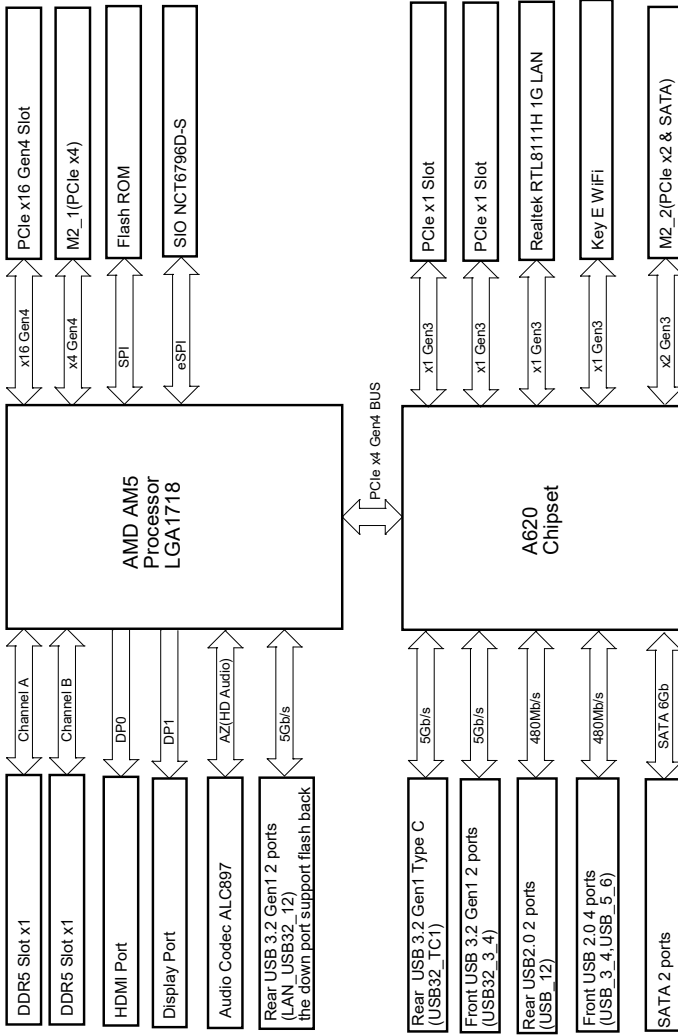 DDR5 Slot x1
Channel A
DDR5 Slot x1
Channel B
HDMI Port
DP0
Display Port
DP1
Audio Codec ALC897
AZ(HD Audio)
Rear USB 3.2 Gen1 2 ports
(LAN_USB32_12)
the down port support flash back
5Gb/s
AMD AM5
Processor
LGA1718
x16 Gen4
PCIe x16 Gen4 Slot
x4 Gen4
M2_1(PCIe x4)
SPI
Flash ROM
eSPI
SIO NCT6796D-S
PCIe x4 Gen4 BUS
Rear USB 3.2 Gen1 Type C
(USB32_TC1)
5Gb/s
Front USB 3.2 Gen1 2 ports
(USB32_3_4)
5Gb/s
Rear USB2.0 2 ports
(USB_12)
480Mb/s
Front USB 2.0 4 ports
(USB_3_4,USB_5_6)
480Mb/s
SATA 2 ports
SATA 6Gb
A620
Chipset
x1 Gen3
PCIe x1 Slot
x1 Gen3
PCIe x1 Slot
x1 Gen3
Realtek RTL8111H 1G LAN
x1 Gen3
Key E WiFi
x2 Gen3
M2_2(PCIe x2 & SATA)